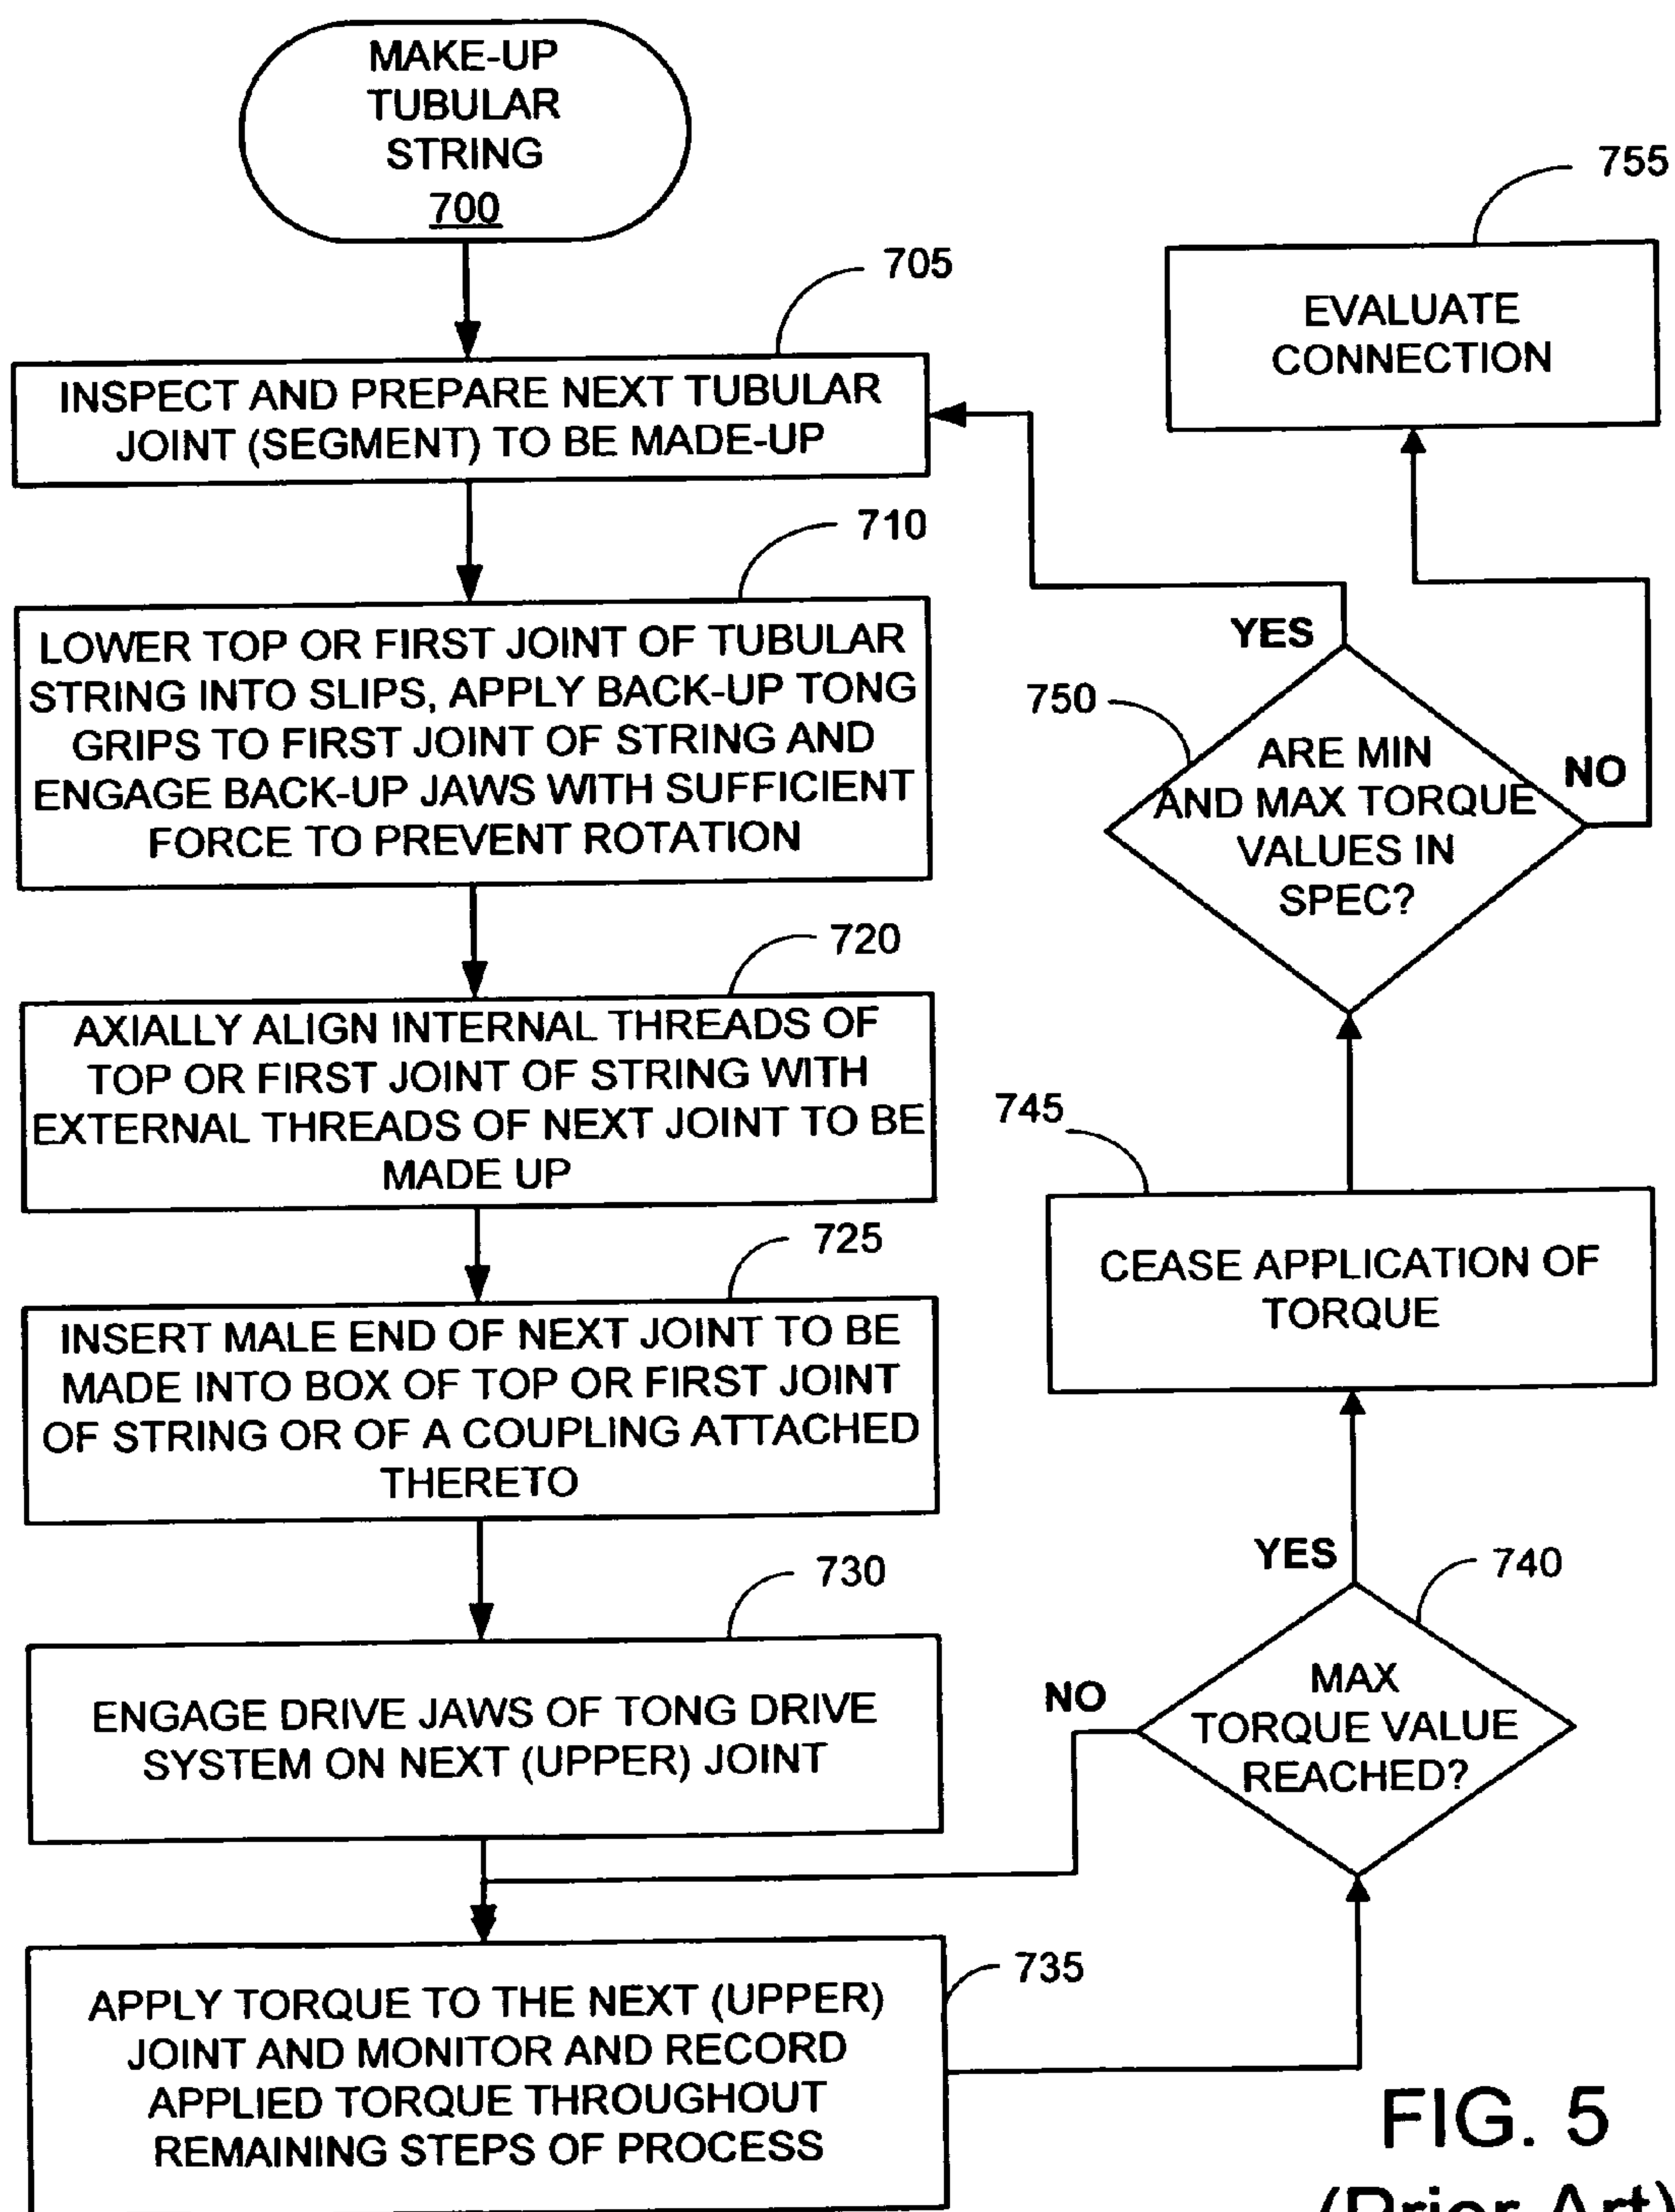 MAKE-UP
TUBULAR
STRING
700
705
INSPECT AND PREPARE NEXT TUBULAR
JOINT (SEGMENT) TO BE MADE-UP
710
LOWER TOP OR FIRST JOINT OF TUBULAR
STRING INTO SLIPS, APPLY BACK-UP TONG
GRIPS TO FIRST JOINT OF STRING AND
ENGAGE BACK-UP JAWS WITH SUFFICIENT
FORCE TO PREVENT ROTATION
720
AXIALLY ALIGN INTERNAL THREADS OF
TOP OR FIRST JOINT OF STRING WITH
EXTERNAL THREADS OF NEXT JOINT TO BE
MADE UP
725
INSERT MALE END OF NEXT JOINT TO BE
MADE INTO BOX OF TOP OR FIRST JOINT
OF STRING OR OF A COUPLING ATTACHED
THERETO
730
ENGAGE DRIVE JAWS OF TONG DRIVE
SYSTEM ON NEXT (UPPER) JOINT
735
APPLY TORQUE TO THE NEXT (UPPER)
JOINT AND MONITOR AND RECORD
APPLIED TORQUE THROUGHOUT
REMAINING STEPS OF PROCESS
740
MAX
TORQUE VALUE
REACHED?
NO
YES
745
CEASE APPLICATION OF
TORQUE
750
ARE MIN
AND MAX TORQUE
VALUES IN
SPEC?
YES
NO
755
EVALUATE
CONNECTION
FIG. 5
(Prior Art)